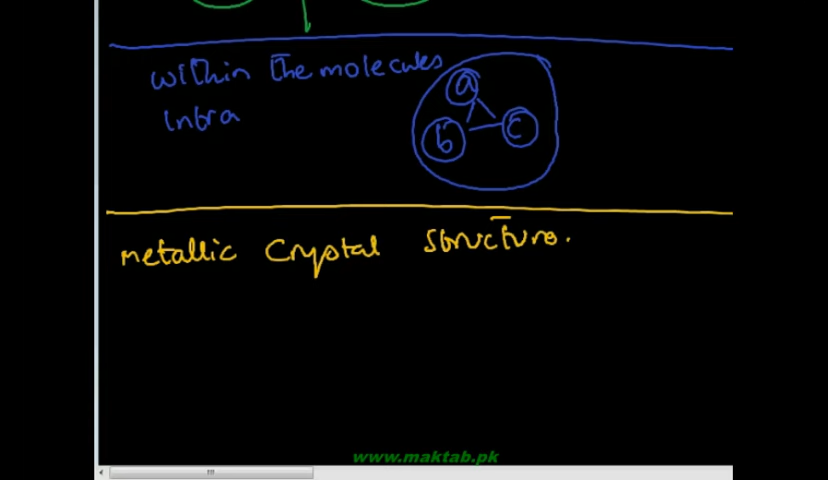 within the molecules
Intra
a
b c
metallic Crystal Structure.
www.maktab.pk